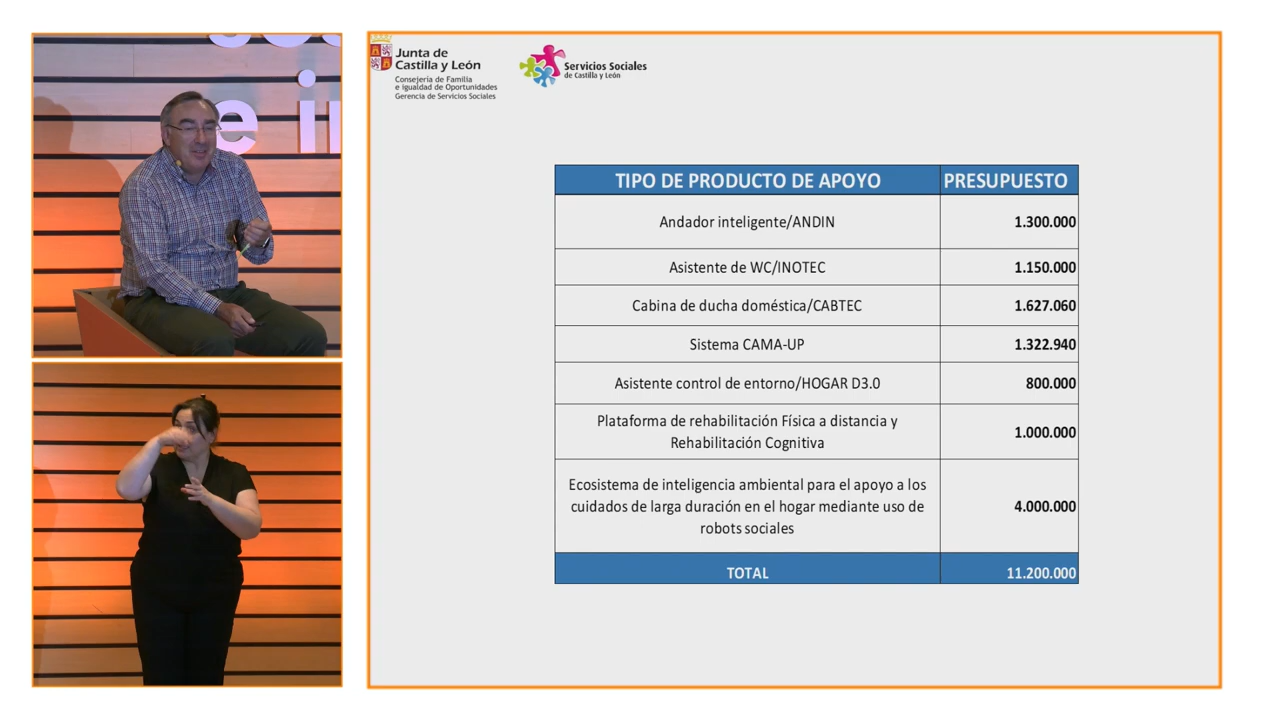 e i
Junta de
Castilla y León
Consejería de Familia
e igualdad de Oportunidades
Gerencia de Servicios Sociales
Servicios Sociales
de Castilla y León
TIPO DE PRODUCTO DE APOYO PRESUPUESTO
Andador inteligente/ANDIN 1.300.000
Asistente de WC/INOTEC 1.150.000
Cabina de ducha doméstica/CABTEC 1.627.060
Sistema CAMA-UP 1.322.940
Asistente control de entorno/HOGAR D3.0 800.000
Plataforma de rehabilitación Física a distancia y
Rehabilitación Cognitiva 1.000.000
Ecosistema de inteligencia ambiental para el apoyo a los
cuidados de larga duración en el hogar mediante uso de
robots sociales 4.000.000
TOTAL 11.200.000